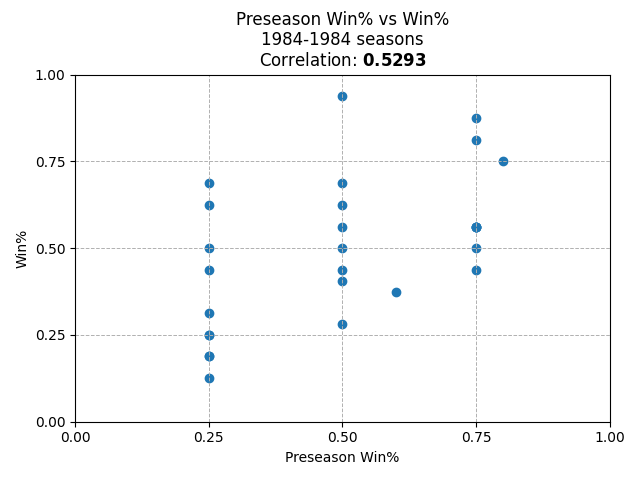 Preseason Win% vs Win%
1984-1984 seasons
Correlation: 0.5293
1.00
0.75
0.50
0.25
0.00
Win%
0.00 0.25 0.50 0.75 1.00
Preseason Win%